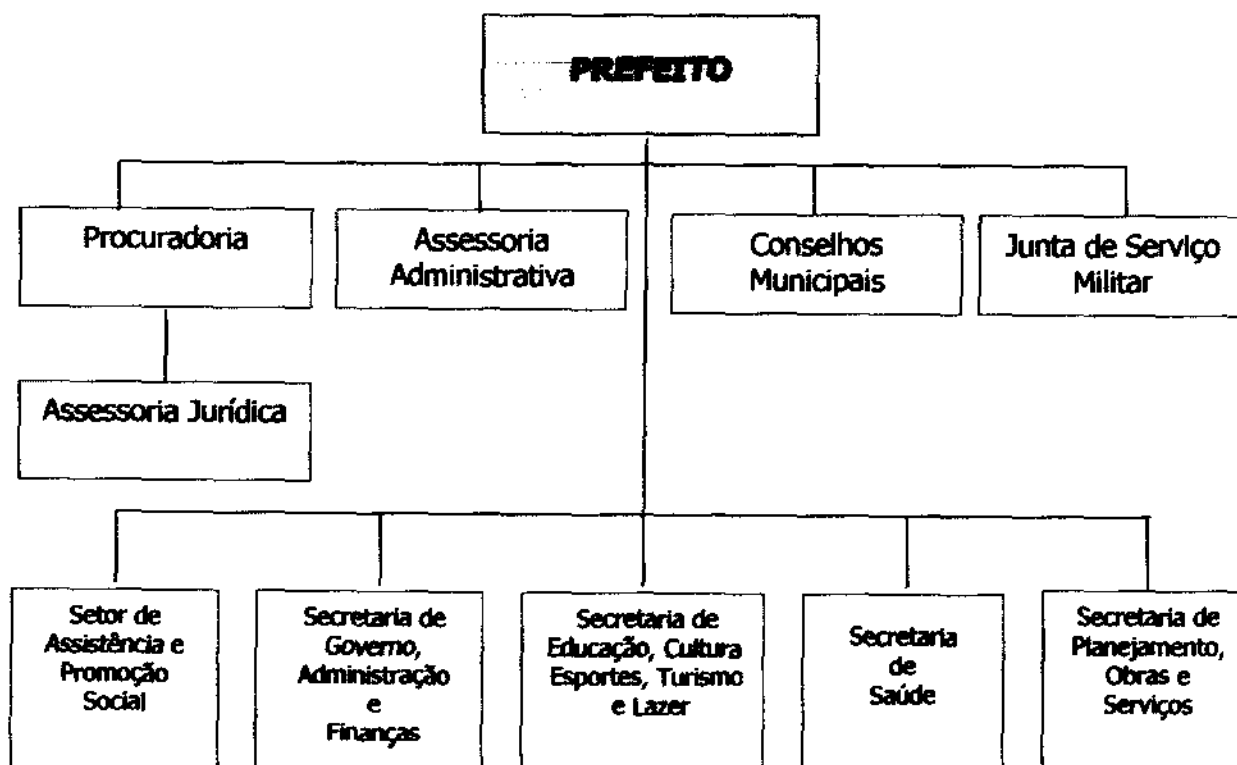 PREFEITO
Procuradoria
Assessoria
Administrativa
Conselhos
Municipais
Junta de Serviço
Militar
Assessoria Jurídica
Setor de
Assistência e
Promoção
Social
Secretaria de
Governo,
Administração
e
Finanças
Secretaria de
Educação, Cultura
Esportes, Turismo
e Lazer
Secretaria
de
Saúde
Secretaria de
Planejamento,
Obras e
Serviços